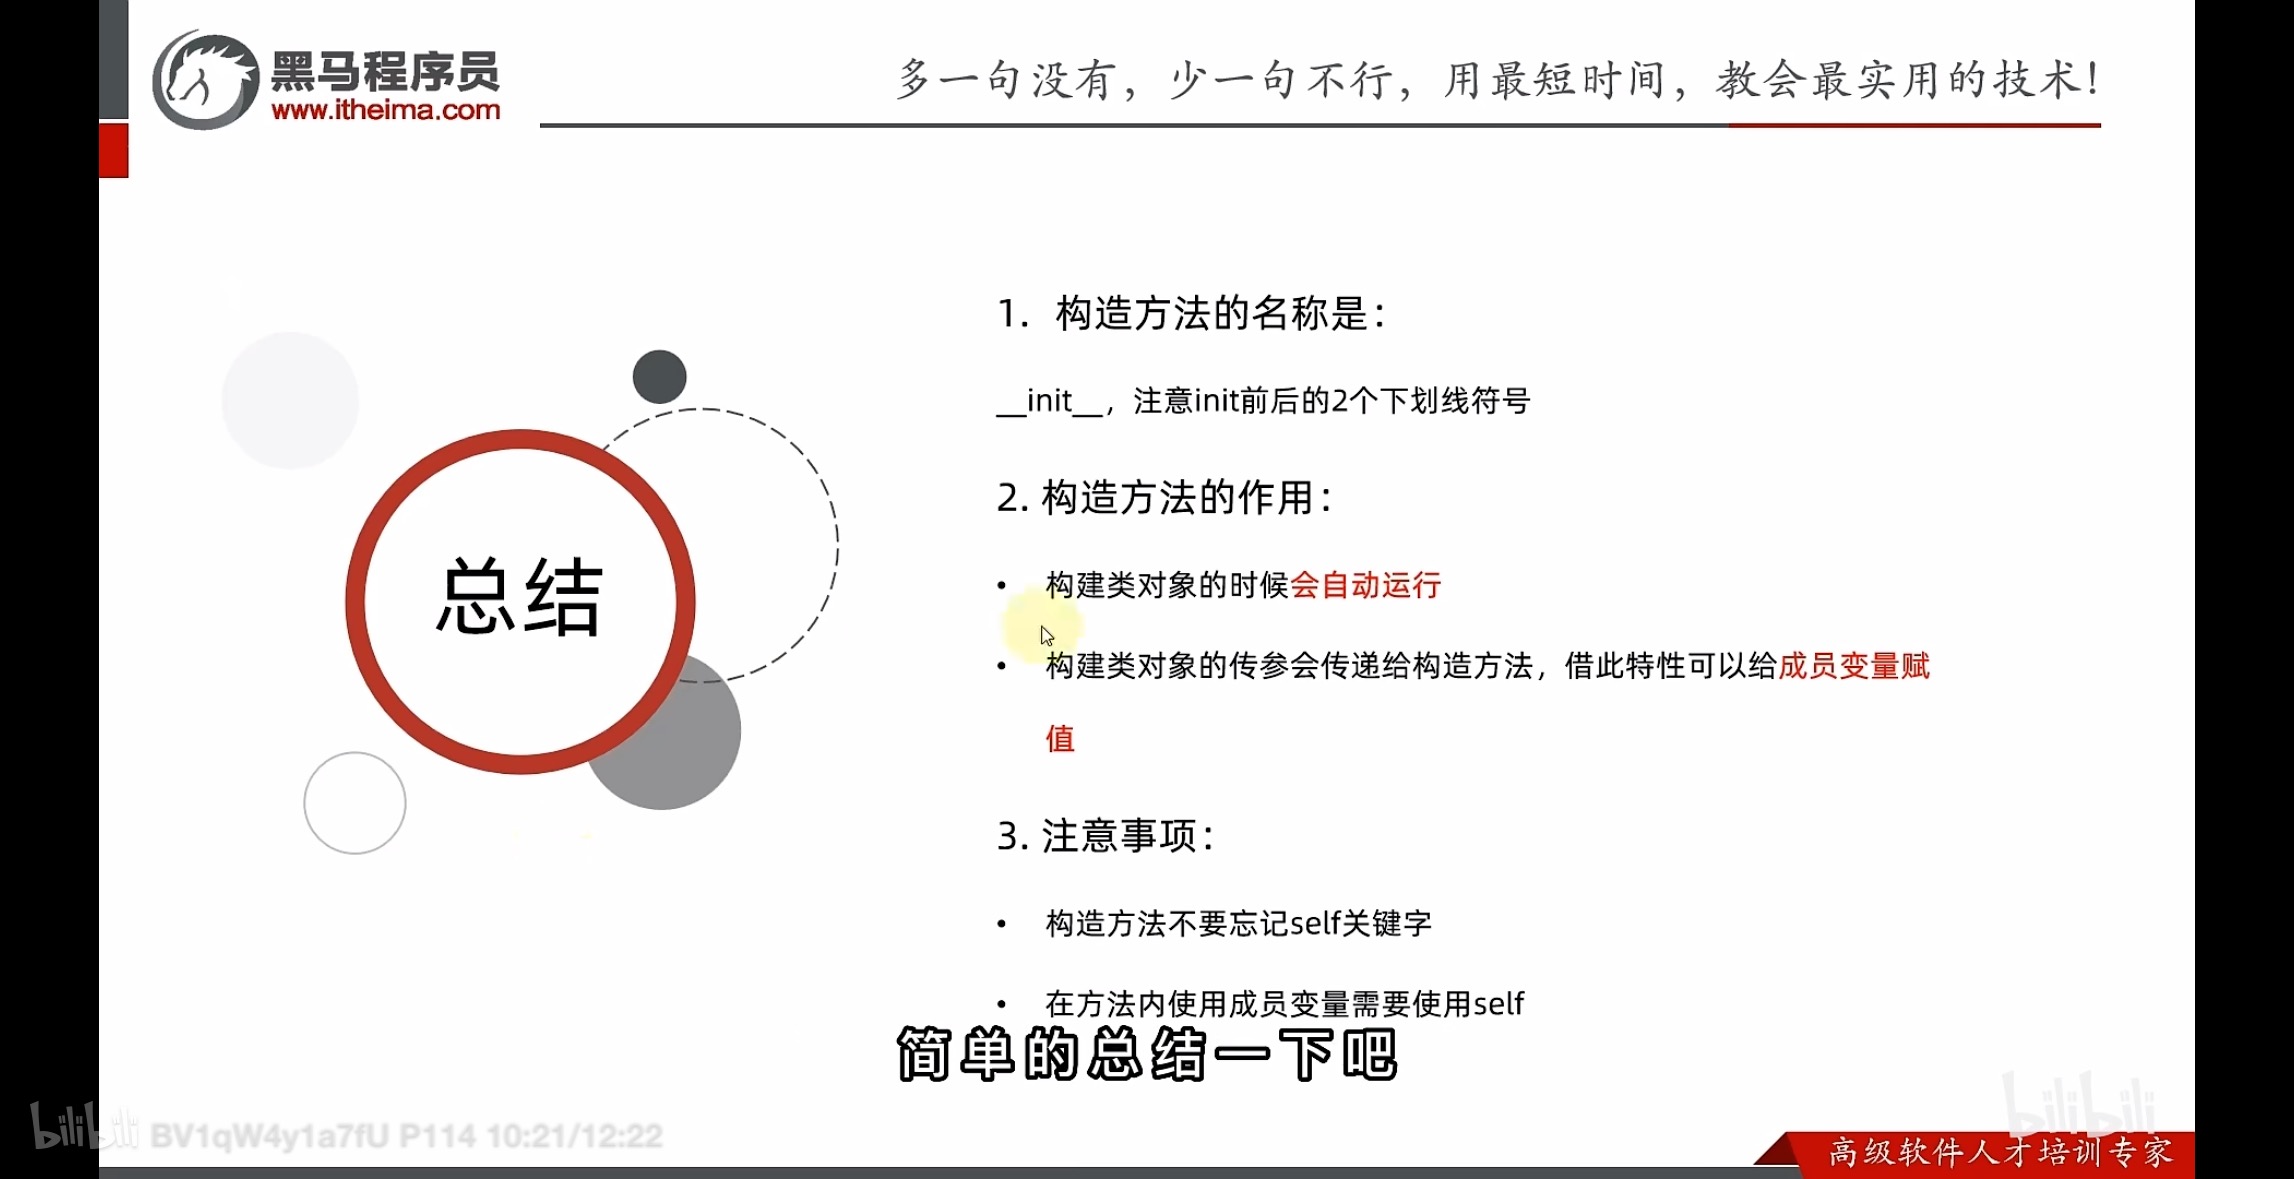 黑马程序员
www.itheima.com
多一句没有，少一句不行，用最短时间，教会最实用的技术！
总结
1. 构造方法的名称是：
__init__，注意init前后的2个下划线符号
2. 构造方法的作用：
• 构建类对象的时候会自动运行
• 构建类对象的传参会传递给构造方法，借此特性可以给成员变量赋
值
3. 注意事项：
• 构造方法不要忘记self关键字
• 在方法内使用成员变量需要使用self
简单的总结一下吧
bilibili BV1qW4y1a7fU P114 10:21/12:22
bilibili
高级软件人才培训专家